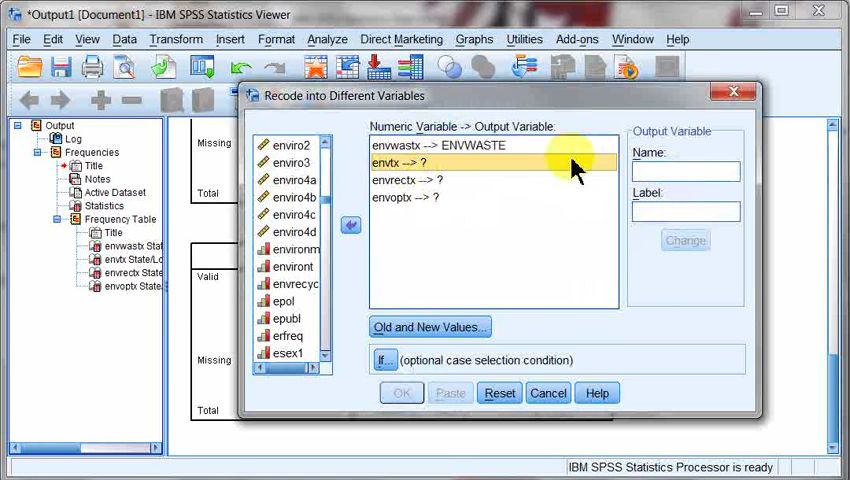 *Output1 [Document1] - IBM SPSS Statistics Viewer
File Edit View Data Transform Insert Format Analyze Direct Marketing Graphs Utilities Add-ons Window Help
Output
Log
Frequencies
Title
Notes
Active Dataset
Statistics
Frequency Table
Title
envwastx Stat
envtx State/Lo
envrectx State
envoptx State/
Missing
Total
Valid
Missing
Total
Recode into Different Variables
enviro2
enviro3
enviro4a
enviro4b
enviro4c
enviro4d
environm
environt
envrecyc
epol
epubl
erfreq
esex1
Numeric Variable -> Output Variable:
envwastx --> ENVWASTE
envtx --> ?
envrectx --> ?
envoptx --> ?
Output Variable
Name:
Label:
Change
Old and New Values...
If... (optional case selection condition)
OK Paste Reset Cancel Help
IBM SPSS Statistics Processor is ready